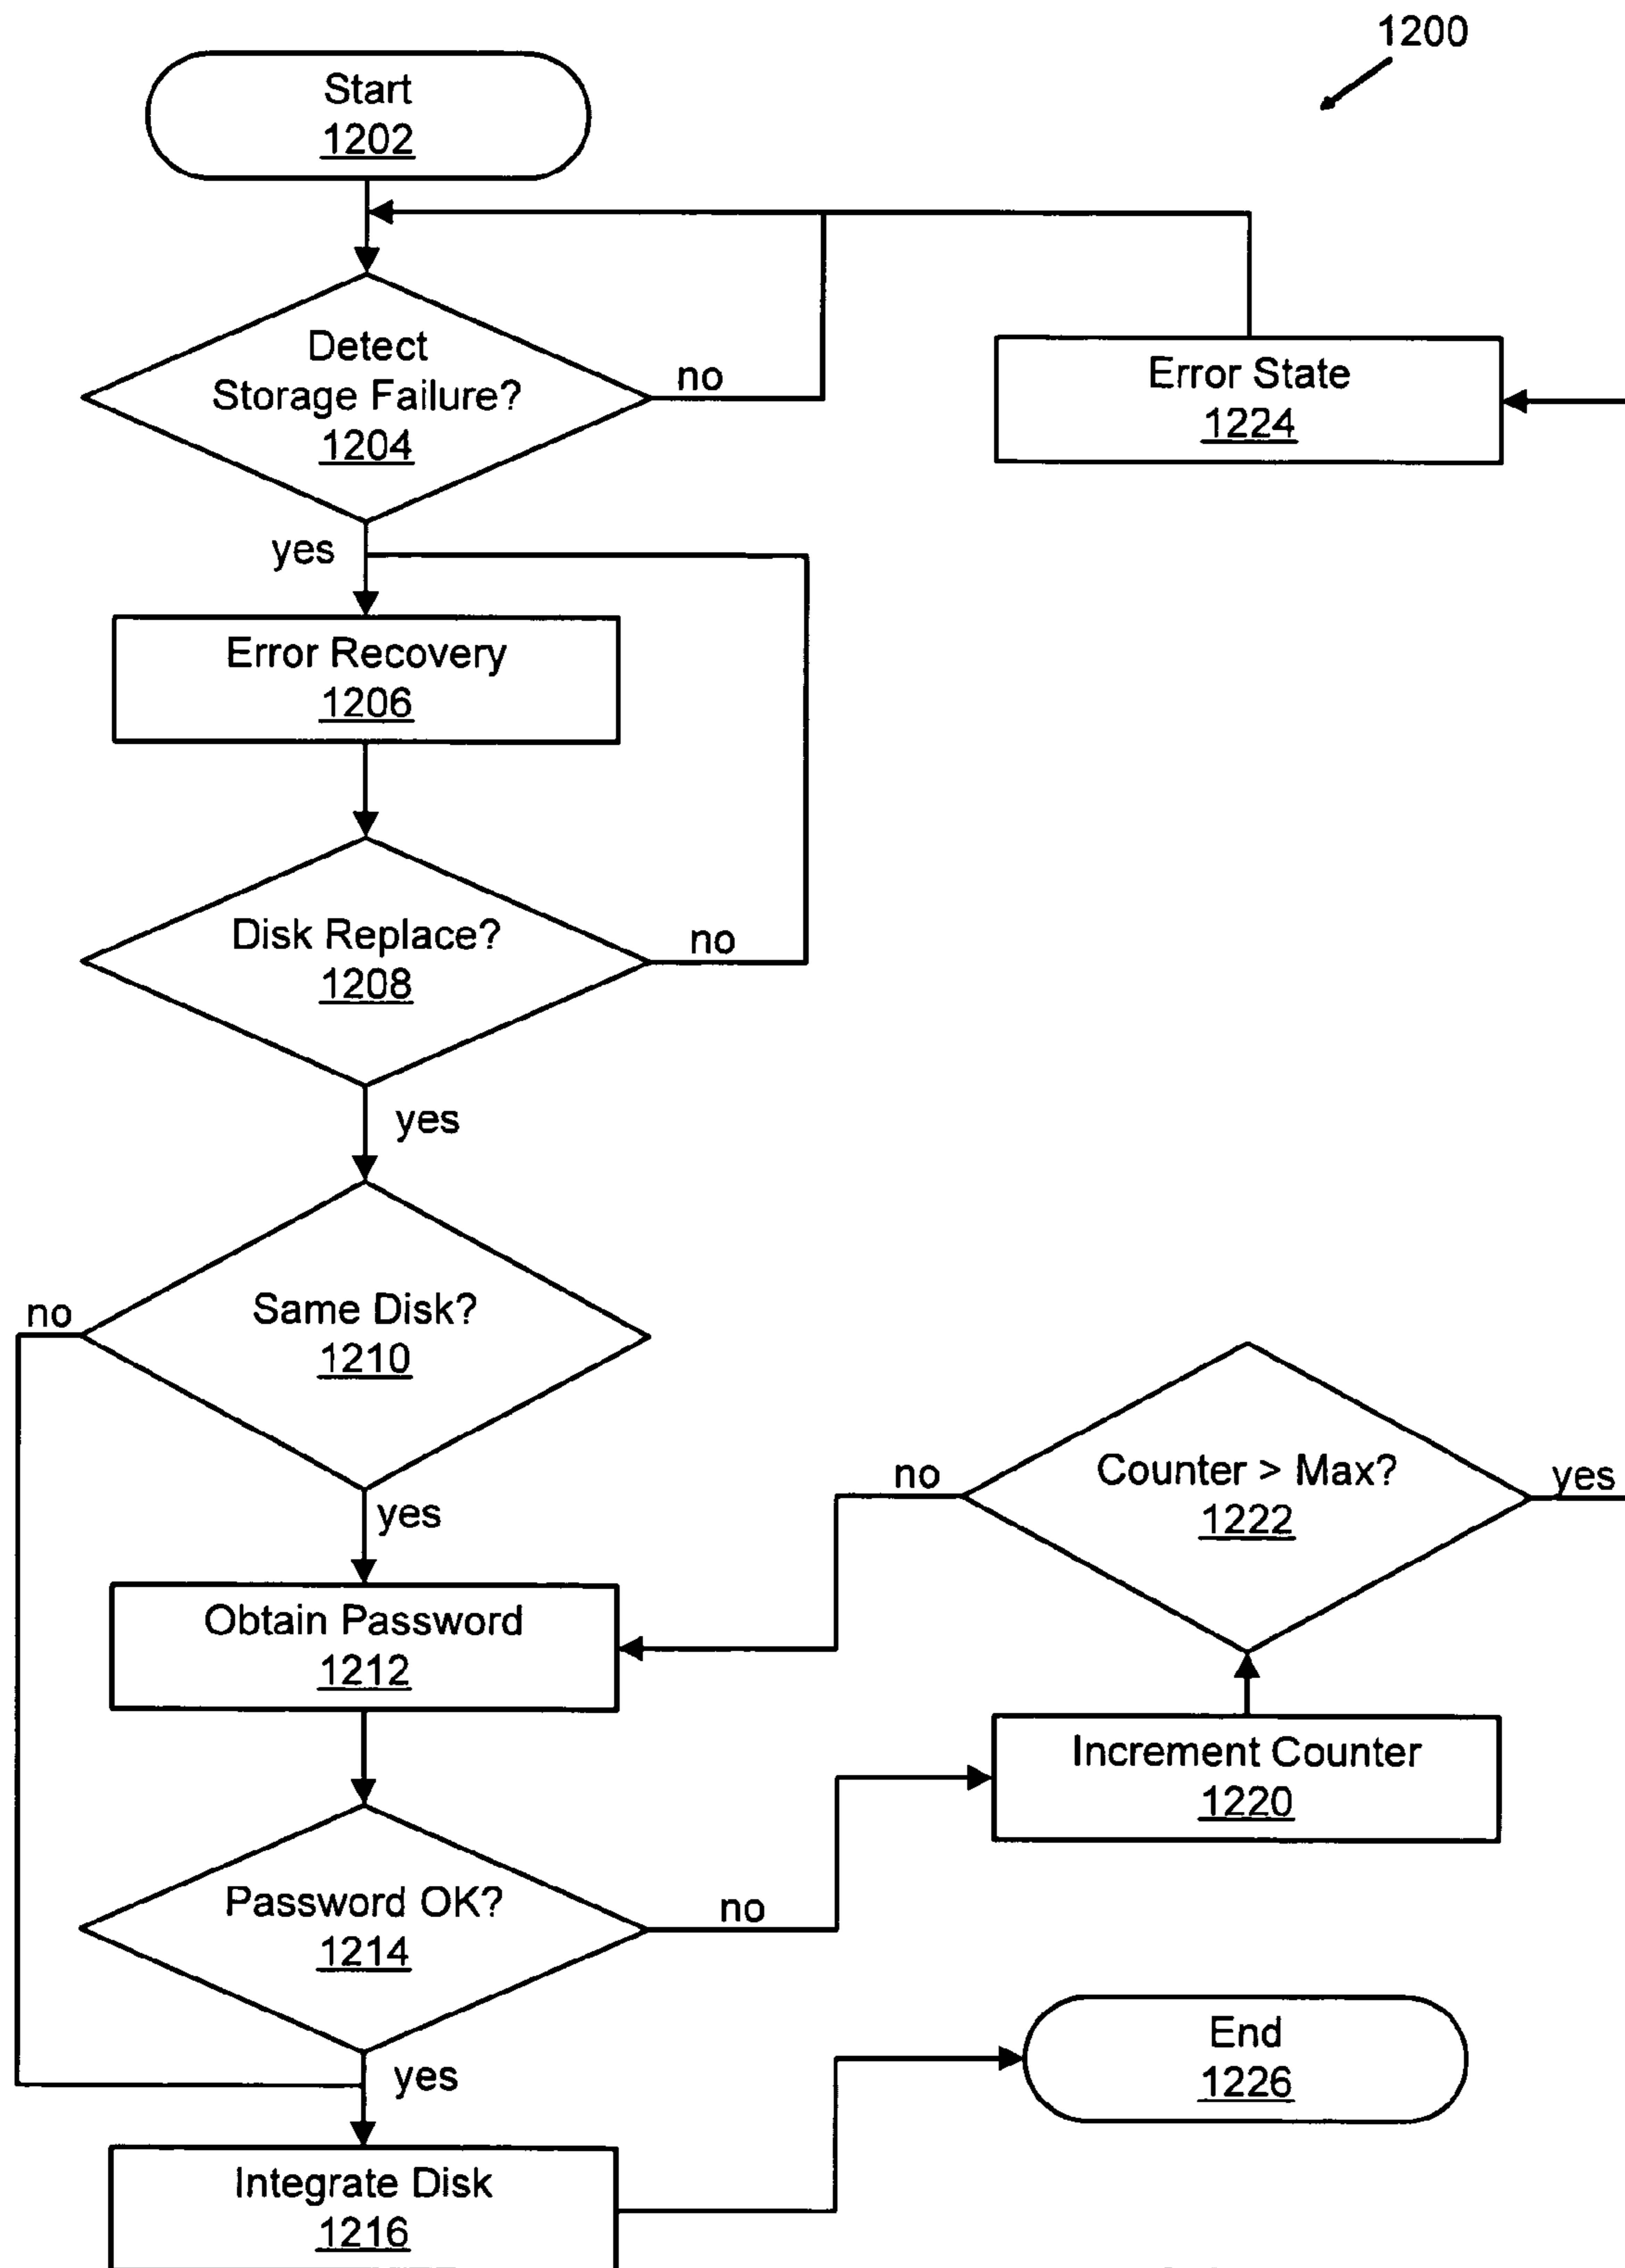 1200
Start
1202
Detect
Storage Failure?
1204
no
Error State
1224
yes
Error Recovery
1206
Disk Replace?
1208
no
yes
Same Disk?
1210
no
yes
Counter > Max?
1222
no
yes
Obtain Password
1212
Increment Counter
1220
Password OK?
1214
no
yes
End
1226
Integrate Disk
1216